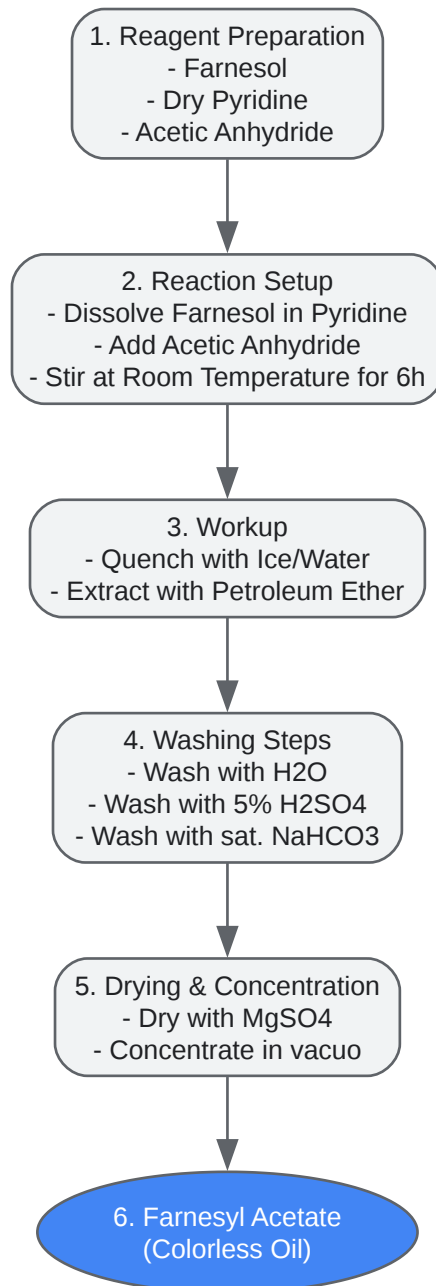 1. Reagent Preparation
- Farnesol
- Dry Pyridine
- Acetic Anhydride
2. Reaction Setup
- Dissolve Farnesol in Pyridine
- Add Acetic Anhydride
- Stir at Room Temperature for 6h
3. Workup
- Quench with Ice/Water
- Extract with Petroleum Ether
4. Washing Steps
- Wash with H2O
- Wash with 5% H2SO4
- Wash with sat. NaHCO3
5. Drying & Concentration
- Dry with MgSO4
- Concentrate in vacuo
6. Farnesyl Acetate
(Colorless Oil)